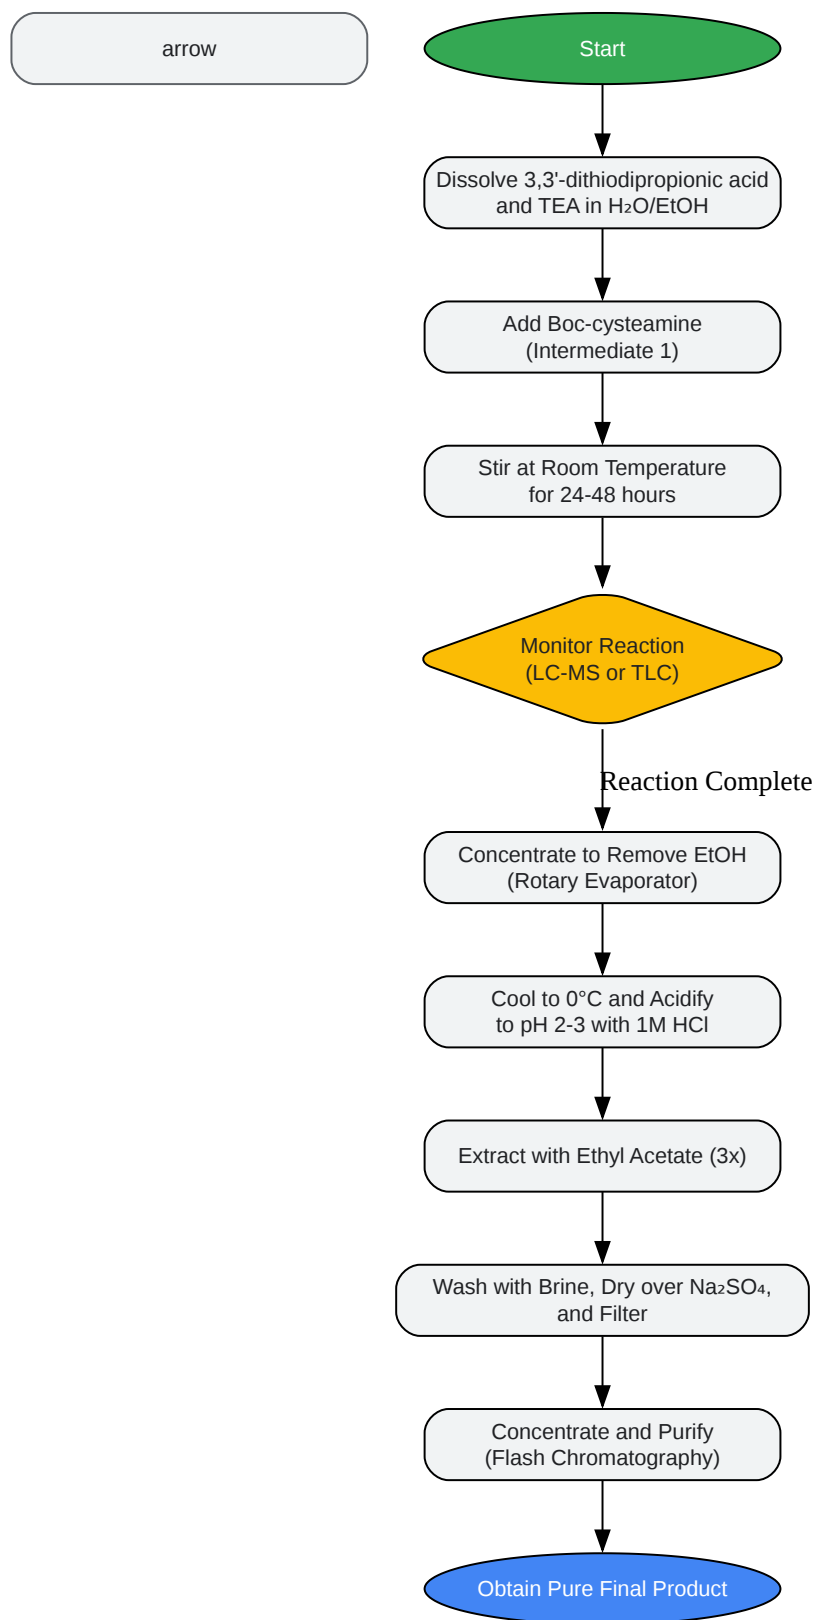 arrow
Start
Dissolve 3,3'-dithiodipropionic acid
and TEA in H₂O/EtOH
Add Boc-cysteamine
(Intermediate 1)
Stir at Room Temperature
for 24-48 hours
Monitor Reaction
(LC-MS or TLC)
Reaction Complete
Concentrate to Remove EtOH
(Rotary Evaporator)
Cool to 0°C and Acidify
to pH 2-3 with 1M HCl
Extract with Ethyl Acetate (3x)
Wash with Brine, Dry over Na₂SO₄,
and Filter
Concentrate and Purify
(Flash Chromatography)
Obtain Pure Final Product